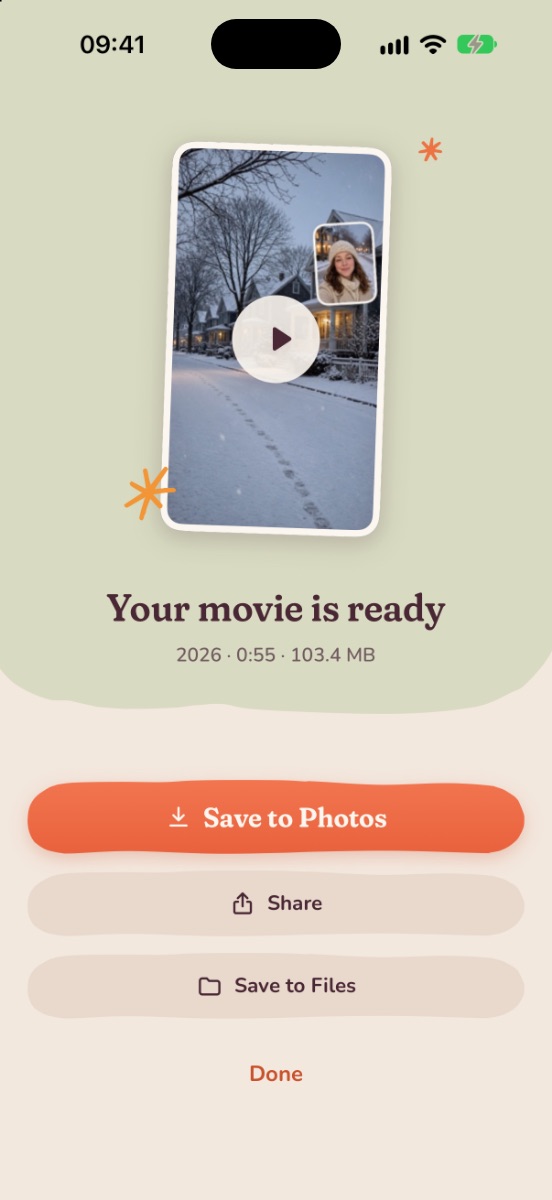 09:41
Your movie is ready
2026 · 0:55 · 103.4 MB
Save to Photos
Share
Save to Files
Done